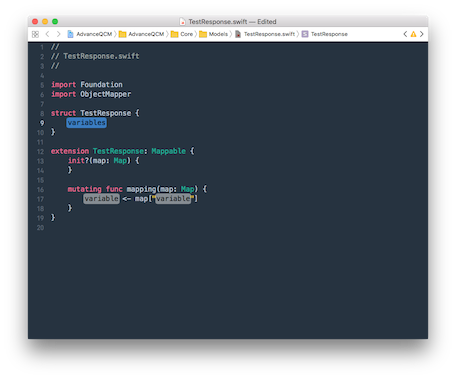 TestResponse.swift — Edited
AdvanceQCM AdvanceQCM Core Models TestResponse.swift TestResponse
1 //
2 // TestResponse.swift
3 //
4
5 import Foundation
6 import ObjectMapper
7
8 struct TestResponse {
9 variables
10 }
11
12 extension TestResponse: Mappable {
13 init?(map: Map) {
14 }
15
16 mutating func mapping(map: Map) {
17 variable <- map["variable"]
18 }
19 }
20